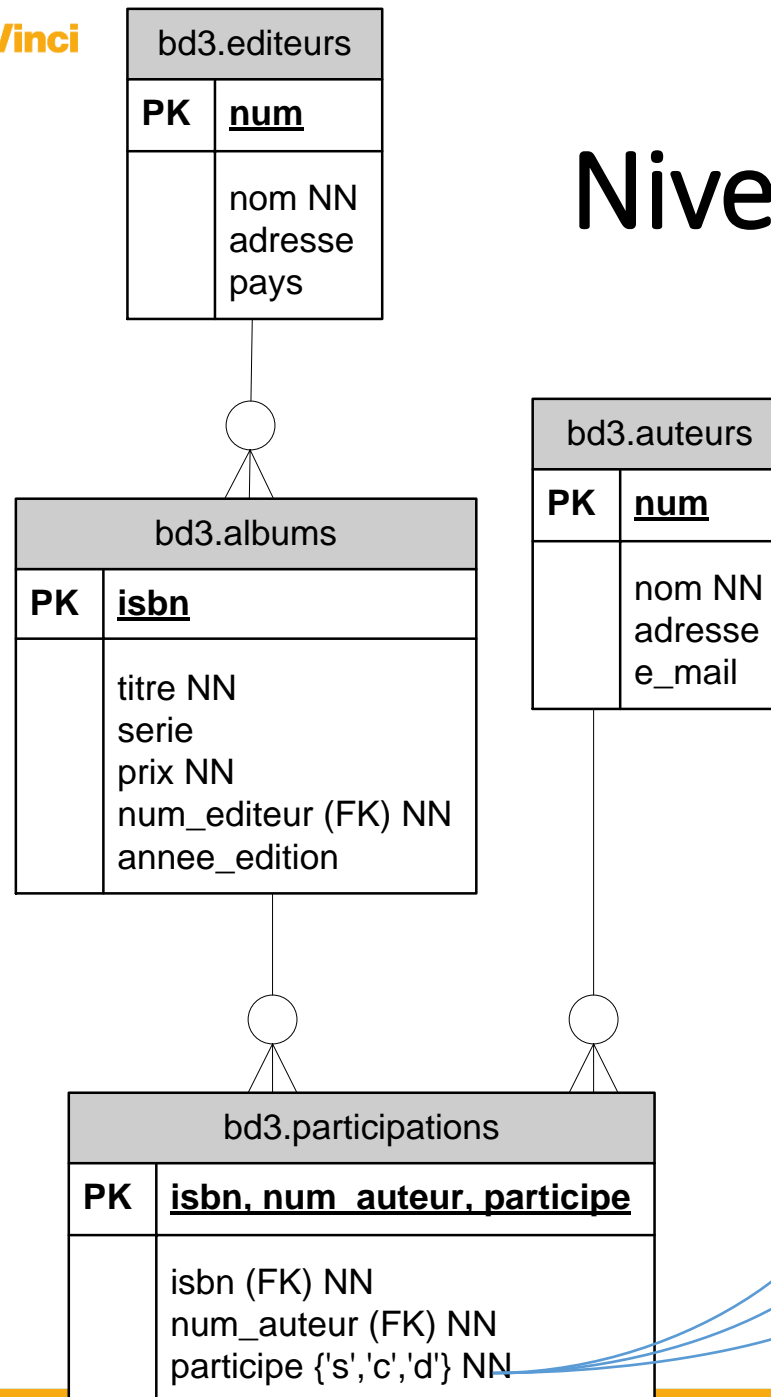 Vinci
bd3.editeurs
PK num
nom NN
adresse
pays
Nive
bd3.auteurs
PK num
nom NN
adresse
e_mail
bd3.albums
PK isbn
titre NN
serie
prix NN
num_editeur (FK) NN
annee_edition
bd3.participations
PK isbn, num_auteur, participe
isbn (FK) NN
num_auteur (FK) NN
participe {'s','c','d'} NN